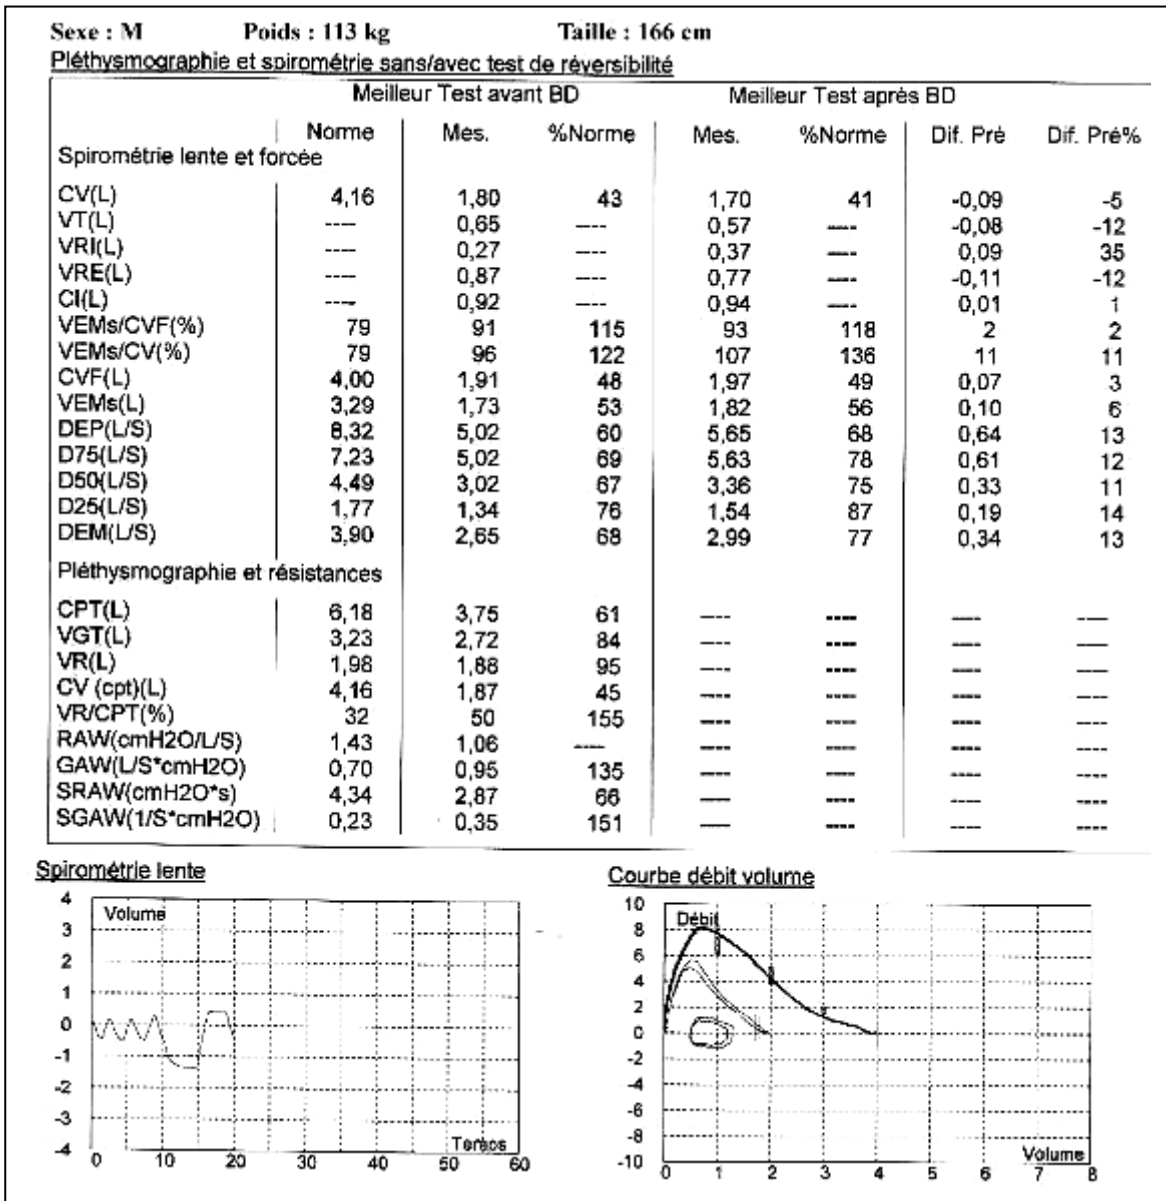 Sexe : M Poids : 113 kg Taille : 166 cm
Pléthysmographie et spirométrie sans/avec test de réversibilité
Meilleur Test avant BD Meilleur Test après BD
Norme Mes. %Norme Mes. %Norme Dif. Pré Dif. Pré%
Spirométrie lente et forcée
CV(L) 4,16 1,80 43 1,70 41 -0,09 -5
VT(L) ---- 0,65 ---- 0,57 ---- -0,08 -12
VRI(L) ---- 0,27 ---- 0,37 ---- 0,09 35
VRE(L) ---- 0,87 ---- 0,77 ---- -0,11 -12
CI(L) ---- 0,92 ---- 0,94 ---- 0,01 1
VEMs/CVF(%) 79 91 115 93 118 2 2
VEMs/CV(%) 79 96 122 107 136 11 11
CVF(L) 4,00 1,91 48 1,97 49 0,07 3
VEMs(L) 3,29 1,73 53 1,82 56 0,10 6
DEP(L/S) 8,32 5,02 60 5,65 68 0,64 13
D75(L/S) 7,23 5,02 69 5,63 78 0,61 12
D50(L/S) 4,49 3,02 67 3,36 75 0,33 11
D25(L/S) 1,77 1,34 76 1,54 87 0,19 14
DEM(L/S) 3,90 2,65 68 2,99 77 0,34 13
Pléthysmographie et résistances
CPT(L) 6,18 3,75 61 ---- ---- ---- ----
VGT(L) 3,23 2,72 84 ---- ---- ---- ----
VR(L) 1,98 1,88 95 ---- ---- ---- ----
CV (cpt)(L) 4,16 1,87 45 ---- ---- ---- ----
VR/CPT(%) 32 50 155 ---- ---- ---- ----
RAW(cmH2O/L/S) 1,43 1,06 ---- ---- ---- ---- ----
GAW(L/S*cmH2O) 0,70 0,95 135 ---- ---- ---- ----
SRAW(cmH2O*s) 4,34 2,87 66 ---- ---- ---- ----
SGAW(1/S*cmH2O) 0,23 0,35 151 ---- ---- ---- ----
Spirométrie lente
4
Volume
3
2
1
0
-1
-2
-3
-4
Temps
0 10 20 30 40 50 60
Courbe débit volume
10
Débit
8
6
4
2
0
-2
-4
-6
-8
-10
Volume
0 1 2 3 4 5 6 7 8